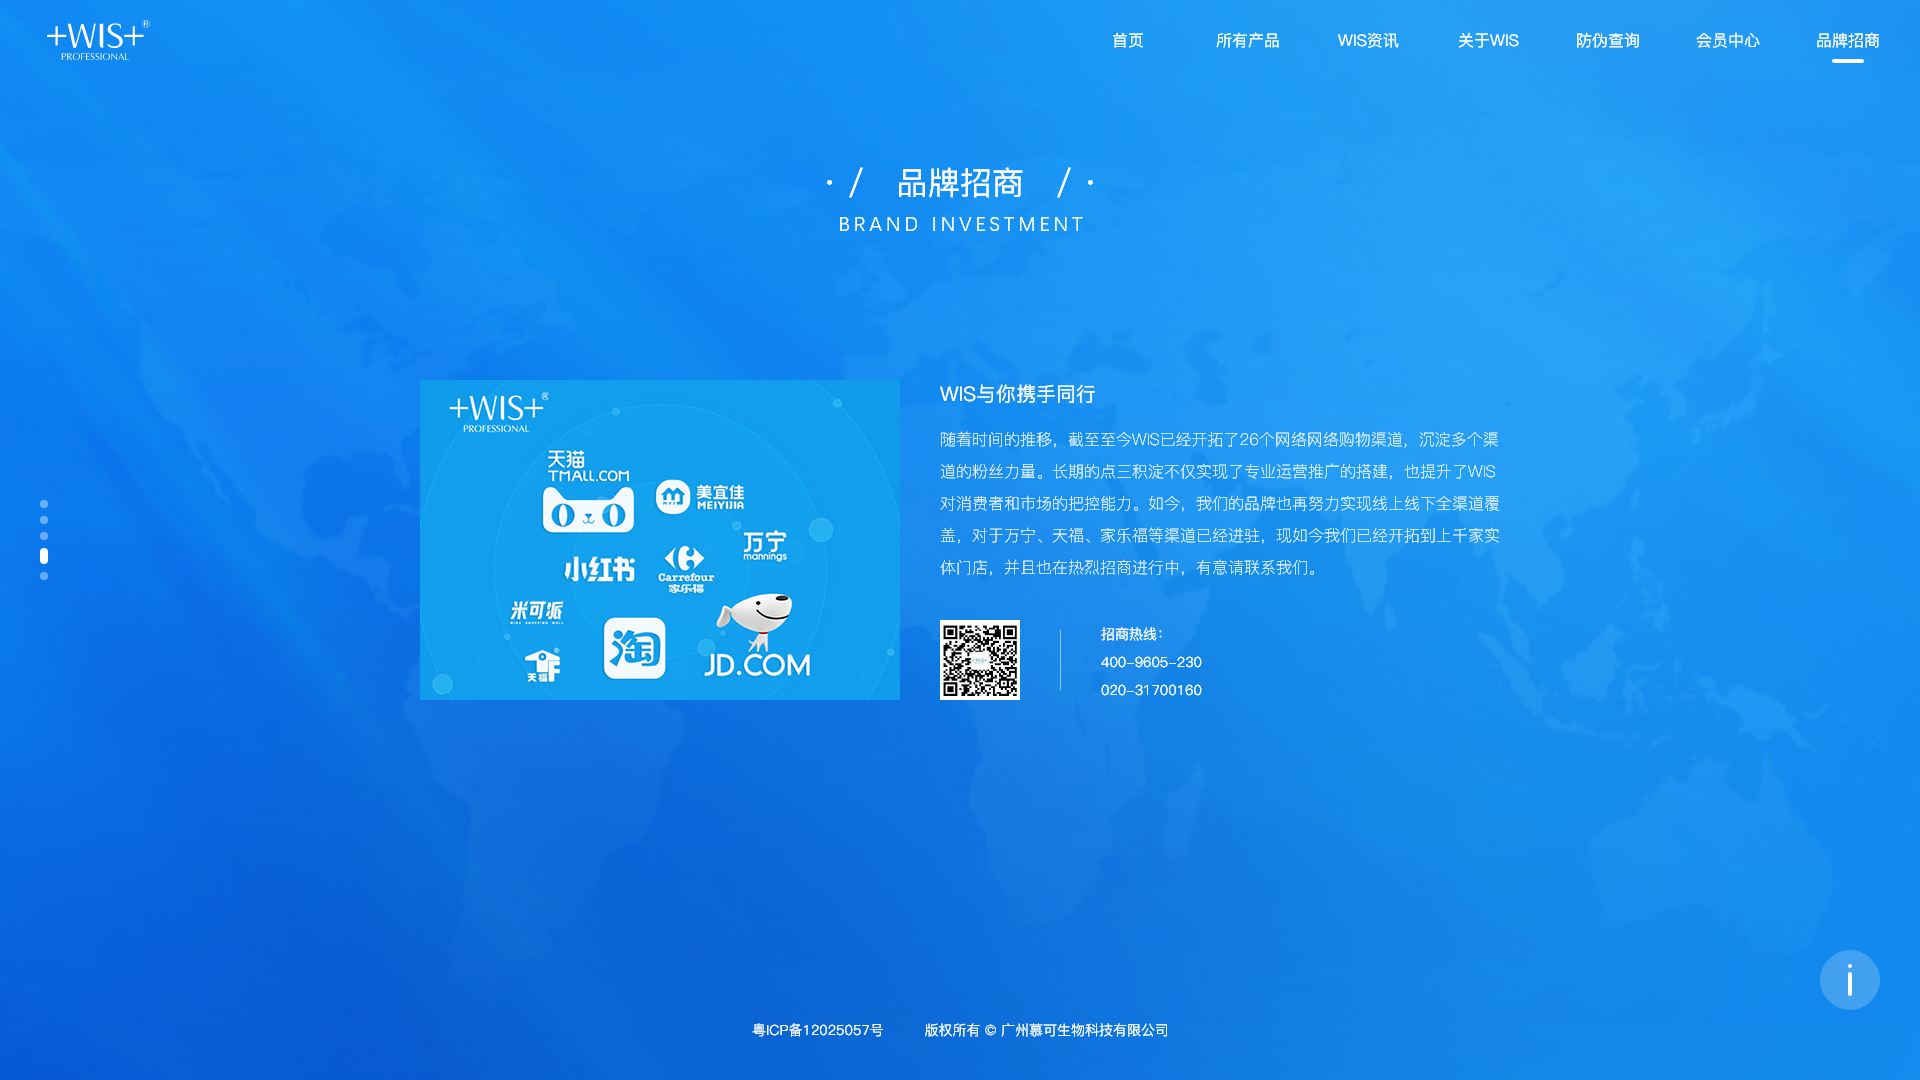 +WIS+®
PROFESSIONAL
首页
所有产品
WIS资讯
关于WIS
防伪查询
会员中心
品牌招商
· / 品牌招商 / ·
BRAND INVESTMENT
+WIS+®
PROFESSIONAL
天猫
TMALL.COM
美宜佳
MEIYIJIA
万宁
mannings
小红书
Carrefour
家乐福
米可派
淘
天福
JD.COM
WIS与你携手同行
随着时间的推移，截至至今WIS已经开拓了26个网络网络购物渠道，沉淀多个渠
道的粉丝力量。长期的点三积淀不仅实现了专业运营推广的搭建，也提升了WIS
对消费者和市场的把控能力。如今，我们的品牌也再努力实现线上线下全渠道覆
盖，对于万宁、天福、家乐福等渠道已经进驻，现如今我们已经开拓到上千家实
体门店，并且也在热烈招商进行中，有意请联系我们。
招商热线：
400-9605-230
020-31700160
粤ICP备12025057号
版权所有 © 广州慕可生物科技有限公司